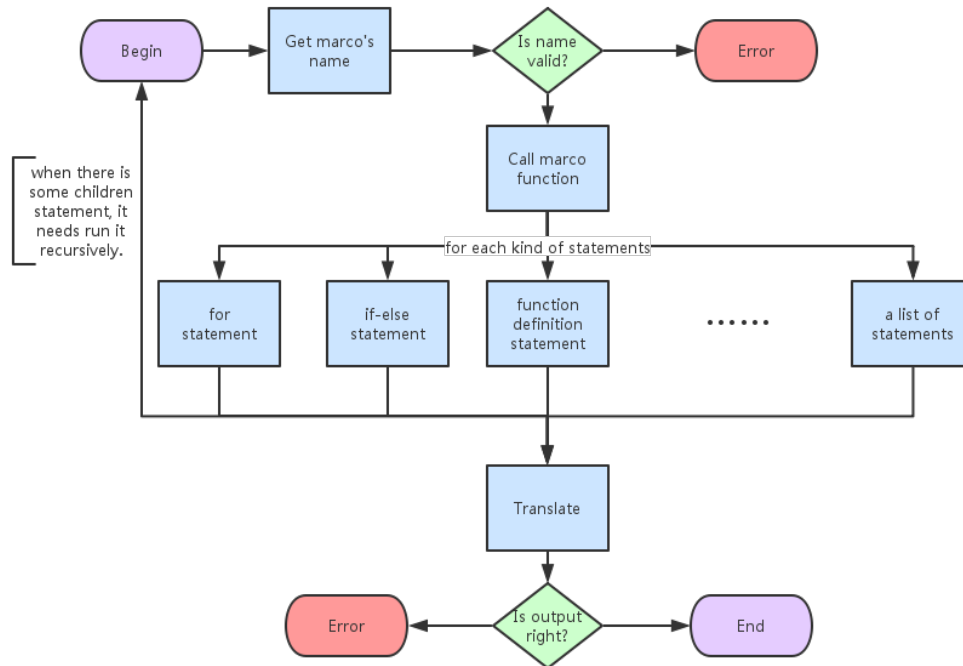 Begin
Get marco's
name
Is name
valid?
Error
Call marco
function
when there is
some children
statement, it
needs run it
recursively.
for each kind of statements
for
statement
if-else
statement
function
definition
statement
······
a list of
statements
Translate
Error
Is output
right?
End